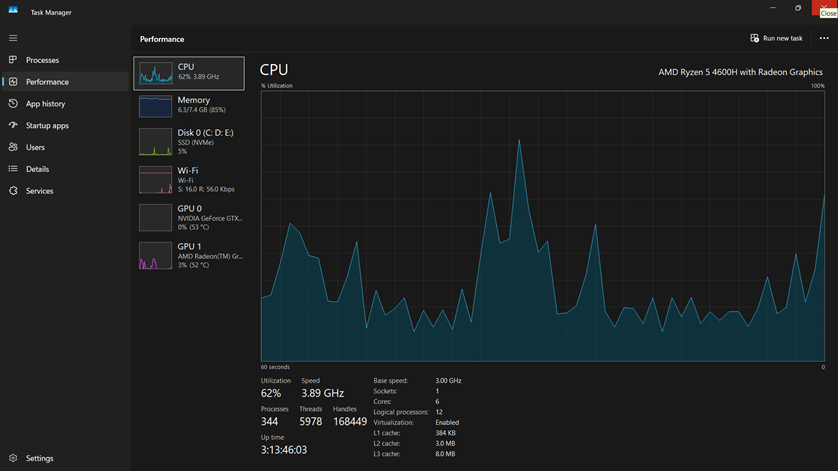 Task Manager
Close
Performance
Run new task
Processes
Performance
App history
Startup apps
Users
Details
Services
Settings
CPU
62% 3.89 GHz
Memory
6.3/7.4 GB (85%)
Disk 0 (C: D: E:)
SSD (NVMe)
5%
Wi-Fi
Wi-Fi
S: 16.0 R: 56.0 Kbps
GPU 0
NVIDIA GeForce GTX...
0% (53 °C)
GPU 1
AMD Radeon(TM) Gr...
3% (52 °C)
CPU
AMD Ryzen 5 4600H with Radeon Graphics
% Utilization 100%
60 seconds 0
Utilization Speed
62% 3.89 GHz
Processes Threads Handles
344 5978 168449
Up time
3:13:46:03
Base speed: 3.00 GHz
Sockets: 1
Cores: 6
Logical processors: 12
Virtualization: Enabled
L1 cache: 384 KB
L2 cache: 3.0 MB
L3 cache: 8.0 MB